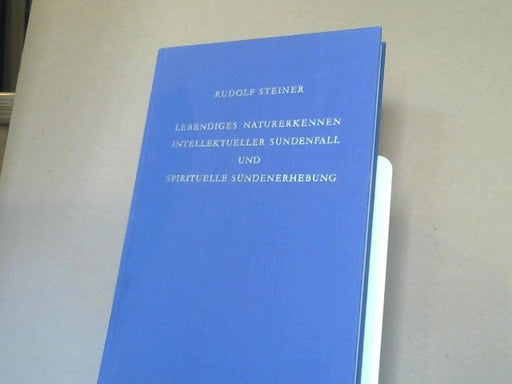 RUDOLF STEINER
LEBENDIGES NATURERKENNEN
INTELLEKTUELLER SÜNDENFALL
UND
SPIRITUELLE SÜNDENERHEBUNG